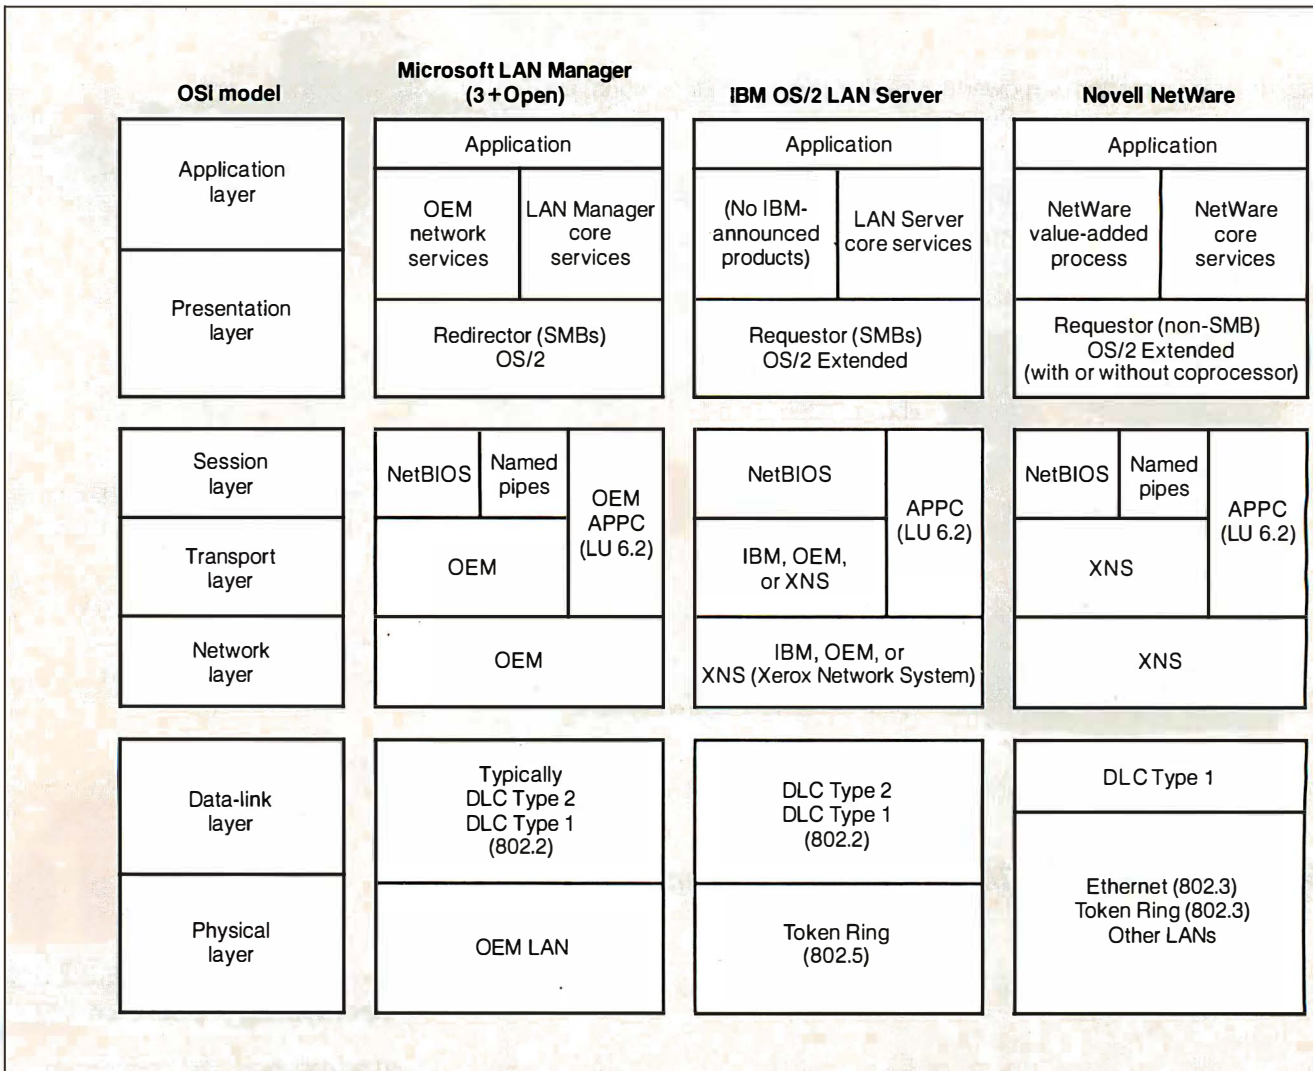 OSI model
Application
layer
Presentation
layer
Session
layer
Transport
layer
Network
layer
Data-link
layer
Physical
layer
Microsoft LAN Manager
(3+Open)
Application
OEM
network
services
LAN Manager
core
services
Redirector (SMBs)
OS/2
NetBIOS
Named
pipes
OEM
APPC
(LU 6.2)
OEM
OEM
Typically
DLC Type 2
DLC Type 1
(802.2)
OEM LAN
IBM OS/2 LAN Server
Application
(No IBM-
announced
products)
LAN Server
core services
Requestor (SMBs)
OS/2 Extended
NetBIOS
APPC
(LU 6.2)
IBM, OEM,
or XNS
IBM, OEM, or
XNS (Xerox Network System)
DLC Type 2
DLC Type 1
(802.2)
Token Ring
(802.5)
Novell NetWare
Application
NetWare
value-added
process
NetWare
core
services
Requestor (non-SMB)
OS/2 Extended
(with or without coprocessor)
NetBIOS
Named
pipes
APPC
(LU 6.2)
XNS
XNS
DLC Type 1
Ethernet (802.3)
Token Ring (802.3)
Other LANs